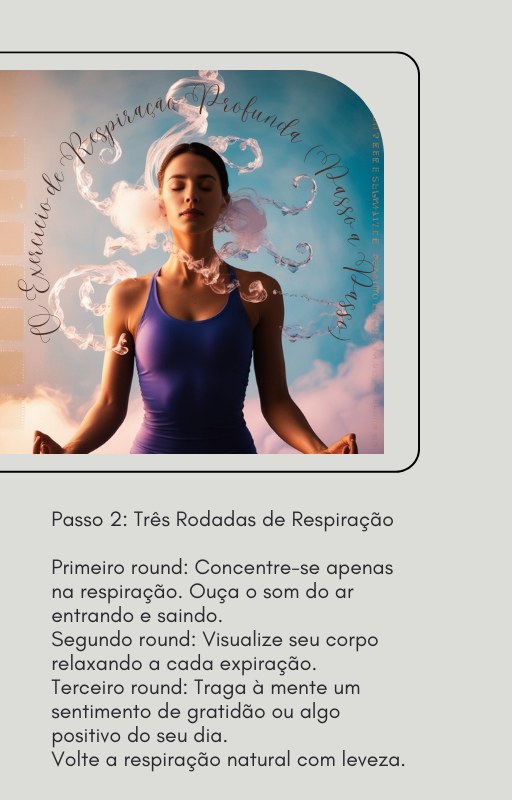 O Exercício de Respiração Profunda (Passo a Passo)
Passo 2: Três Rodadas de Respiração
Primeiro round: Concentre-se apenas
na respiração. Ouça o som do ar
entrando e saindo.
Segundo round: Visualize seu corpo
relaxando a cada expiração.
Terceiro round: Traga à mente um
sentimento de gratidão ou algo
positivo do seu dia.
Volte a respiração natural com leveza.